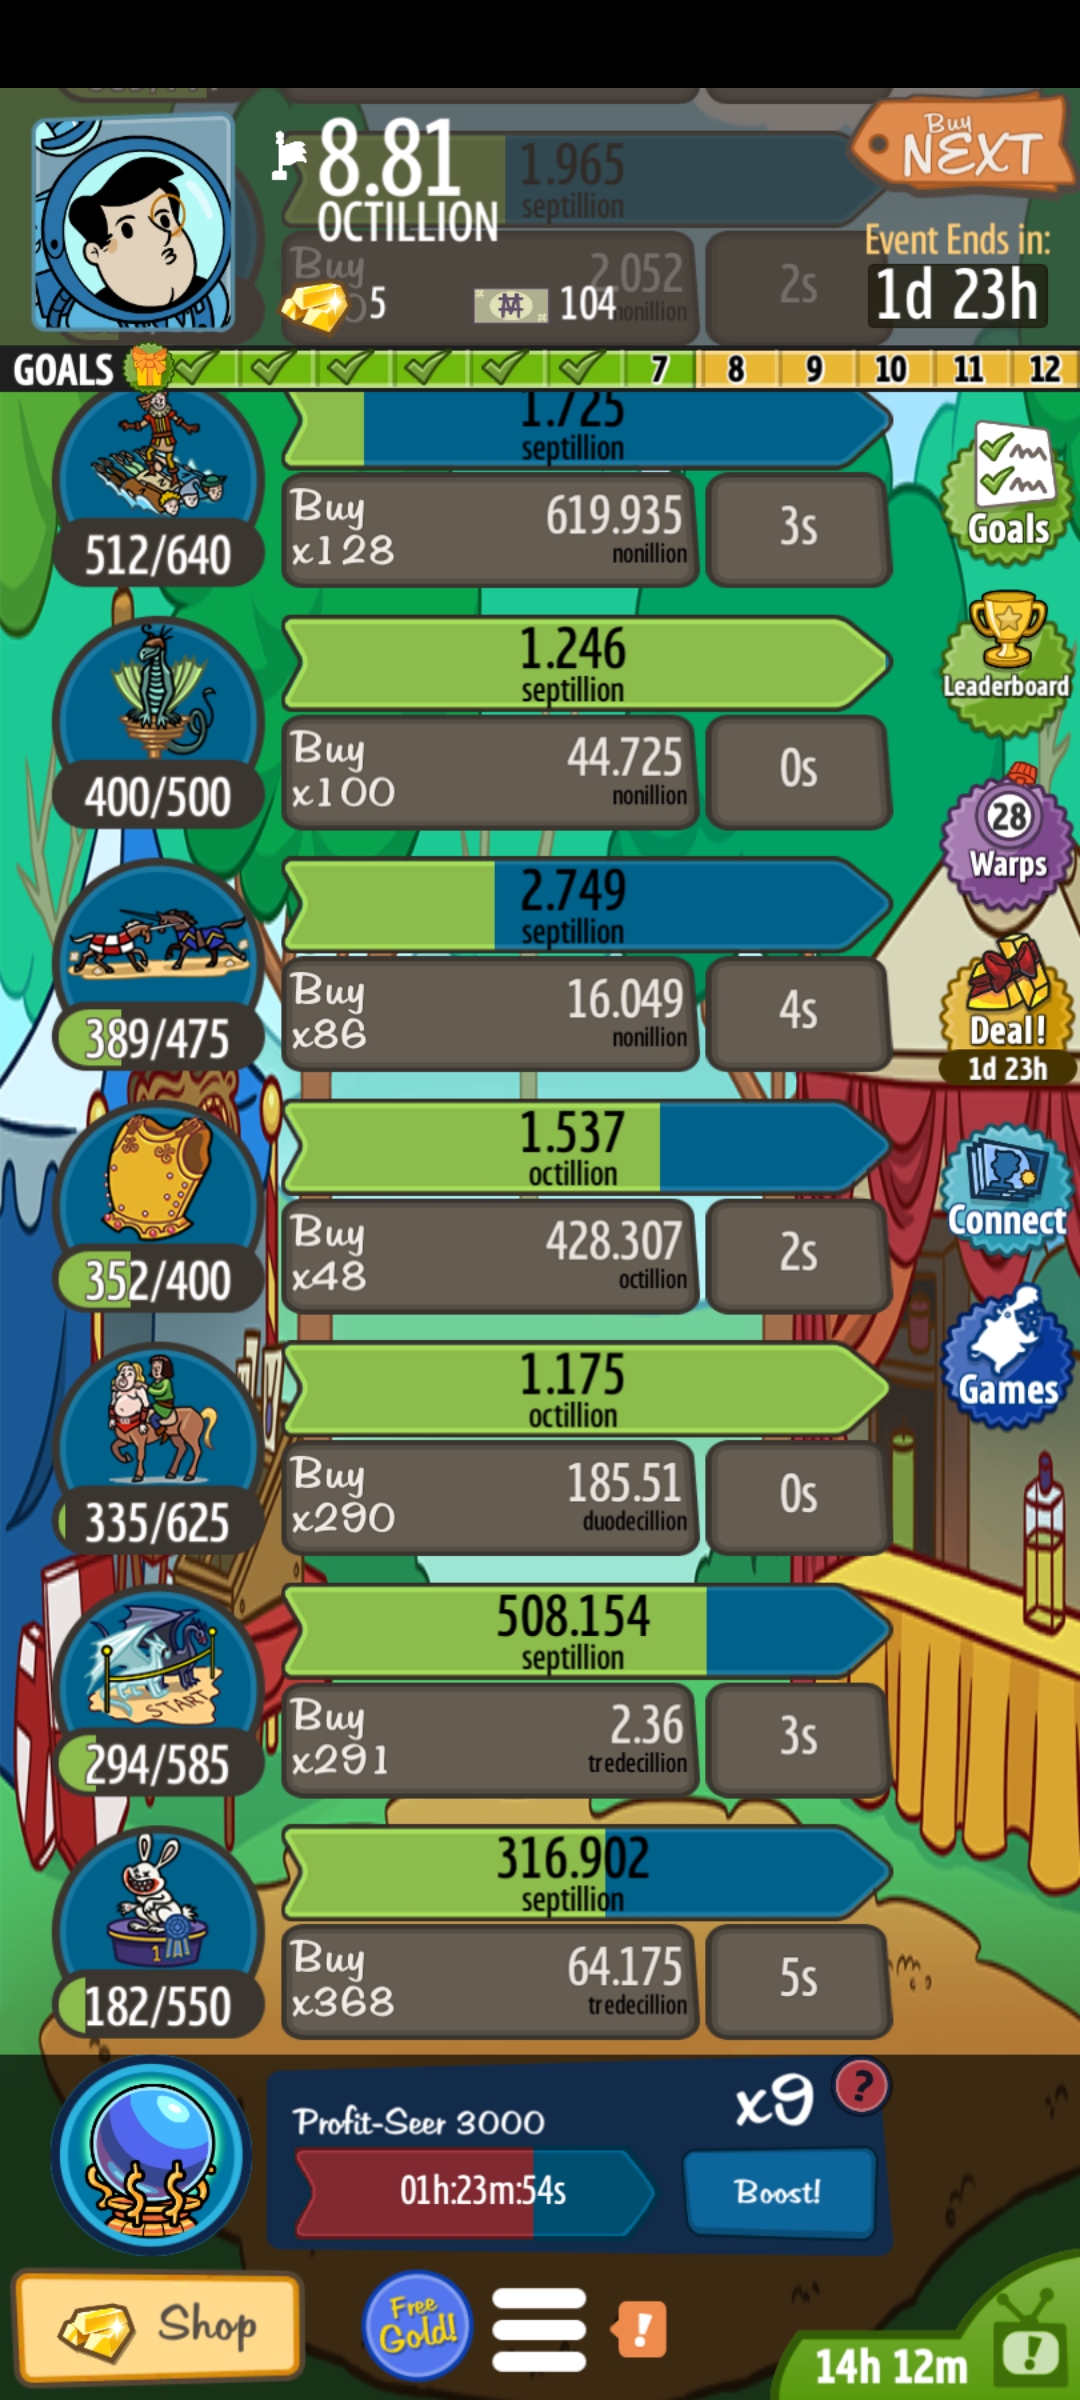 8.81
OCTILLION
5
104
Buy
NEXT
Event Ends in:
1d 23h
1.965
septillion
Buy
2.052
nonillion
2s
GOALS
7 8 9 10 11 12
1.725
septillion
512/640
Buy
x128
619.935
nonillion
3s
Goals
1.246
septillion
400/500
Buy
x100
44.725
nonillion
0s
Leaderboard
28
Warps
2.749
septillion
389/475
Buy
x86
16.049
nonillion
4s
Deal!
1d 23h
1.537
octillion
352/400
Buy
x48
428.307
octillion
2s
Connect
1.175
octillion
335/625
Buy
x290
185.51
duodecillion
0s
Games
508.154
septillion
START
294/585
Buy
x291
2.36
tredecillion
3s
316.902
septillion
1
182/550
Buy
x368
64.175
tredecillion
5s
Profit-Seer 3000
x9
?
01h:23m:54s
Boost!
Shop
Free
Gold!
!
14h 12m
!